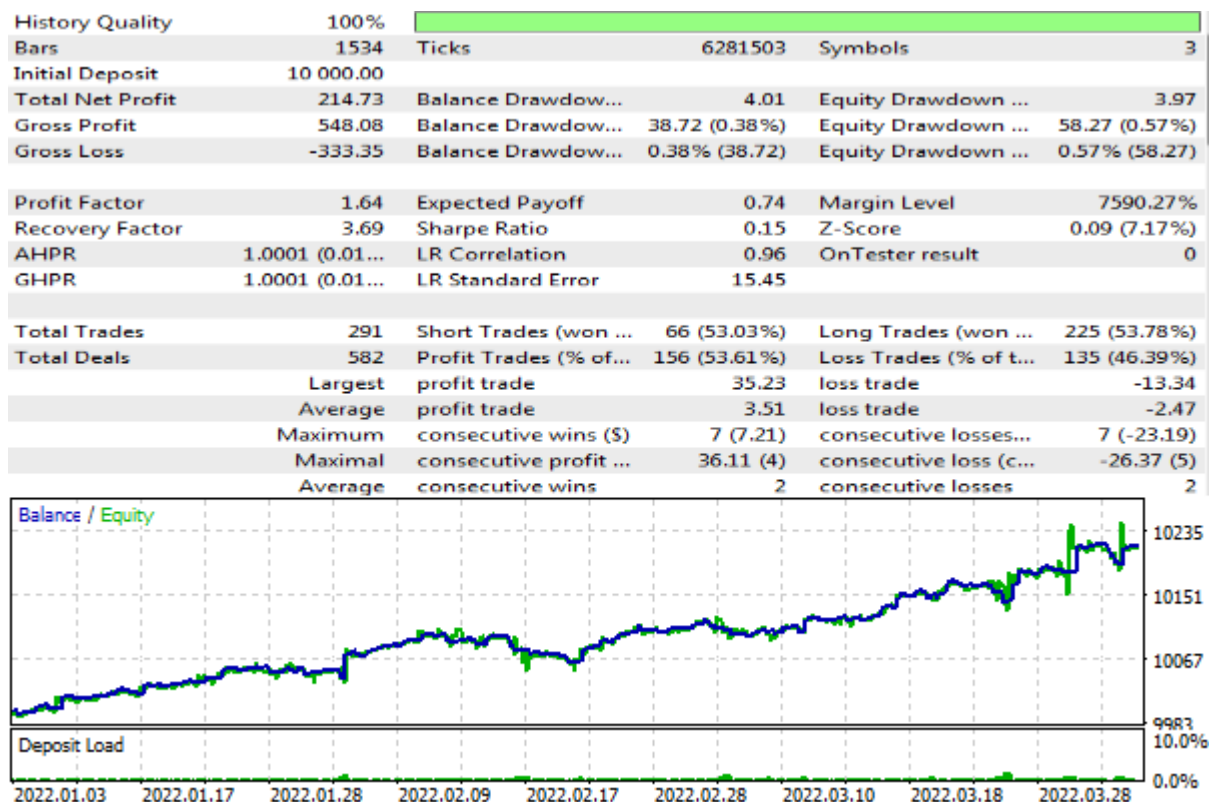 History Quality 100%
Bars 1534 Ticks 6281503 Symbols 3
Initial Deposit 10 000.00
Total Net Profit 214.73 Balance Drawdow... 4.01 Equity Drawdown ... 3.97
Gross Profit 548.08 Balance Drawdow... 38.72 (0.38%) Equity Drawdown ... 58.27 (0.57%)
Gross Loss -333.35 Balance Drawdow... 0.38% (38.72) Equity Drawdown ... 0.57% (58.27)
Profit Factor 1.64 Expected Payoff 0.74 Margin Level 7590.27%
Recovery Factor 3.69 Sharpe Ratio 0.15 Z-Score 0.09 (7.17%)
AHPR 1.0001 (0.01... LR Correlation 0.96 OnTester result 0
GHPR 1.0001 (0.01... LR Standard Error 15.45
Total Trades 291 Short Trades (won ... 66 (53.03%) Long Trades (won ... 225 (53.78%)
Total Deals 582 Profit Trades (% of... 156 (53.61%) Loss Trades (% of t... 135 (46.39%)
Largest profit trade 35.23 loss trade -13.34
Average profit trade 3.51 loss trade -2.47
Maximum consecutive wins ($) 7 (7.21) consecutive losses... 7 (-23.19)
Maximal consecutive profit ... 36.11 (4) consecutive loss (c... -26.37 (5)
Average consecutive wins 2 consecutive losses 2
Balance / Equity
10235
10151
10067
9983
Deposit Load
10.0%
0.0%
2022.01.03 2022.01.17 2022.01.28 2022.02.09 2022.02.17 2022.02.28 2022.03.10 2022.03.18 2022.03.28